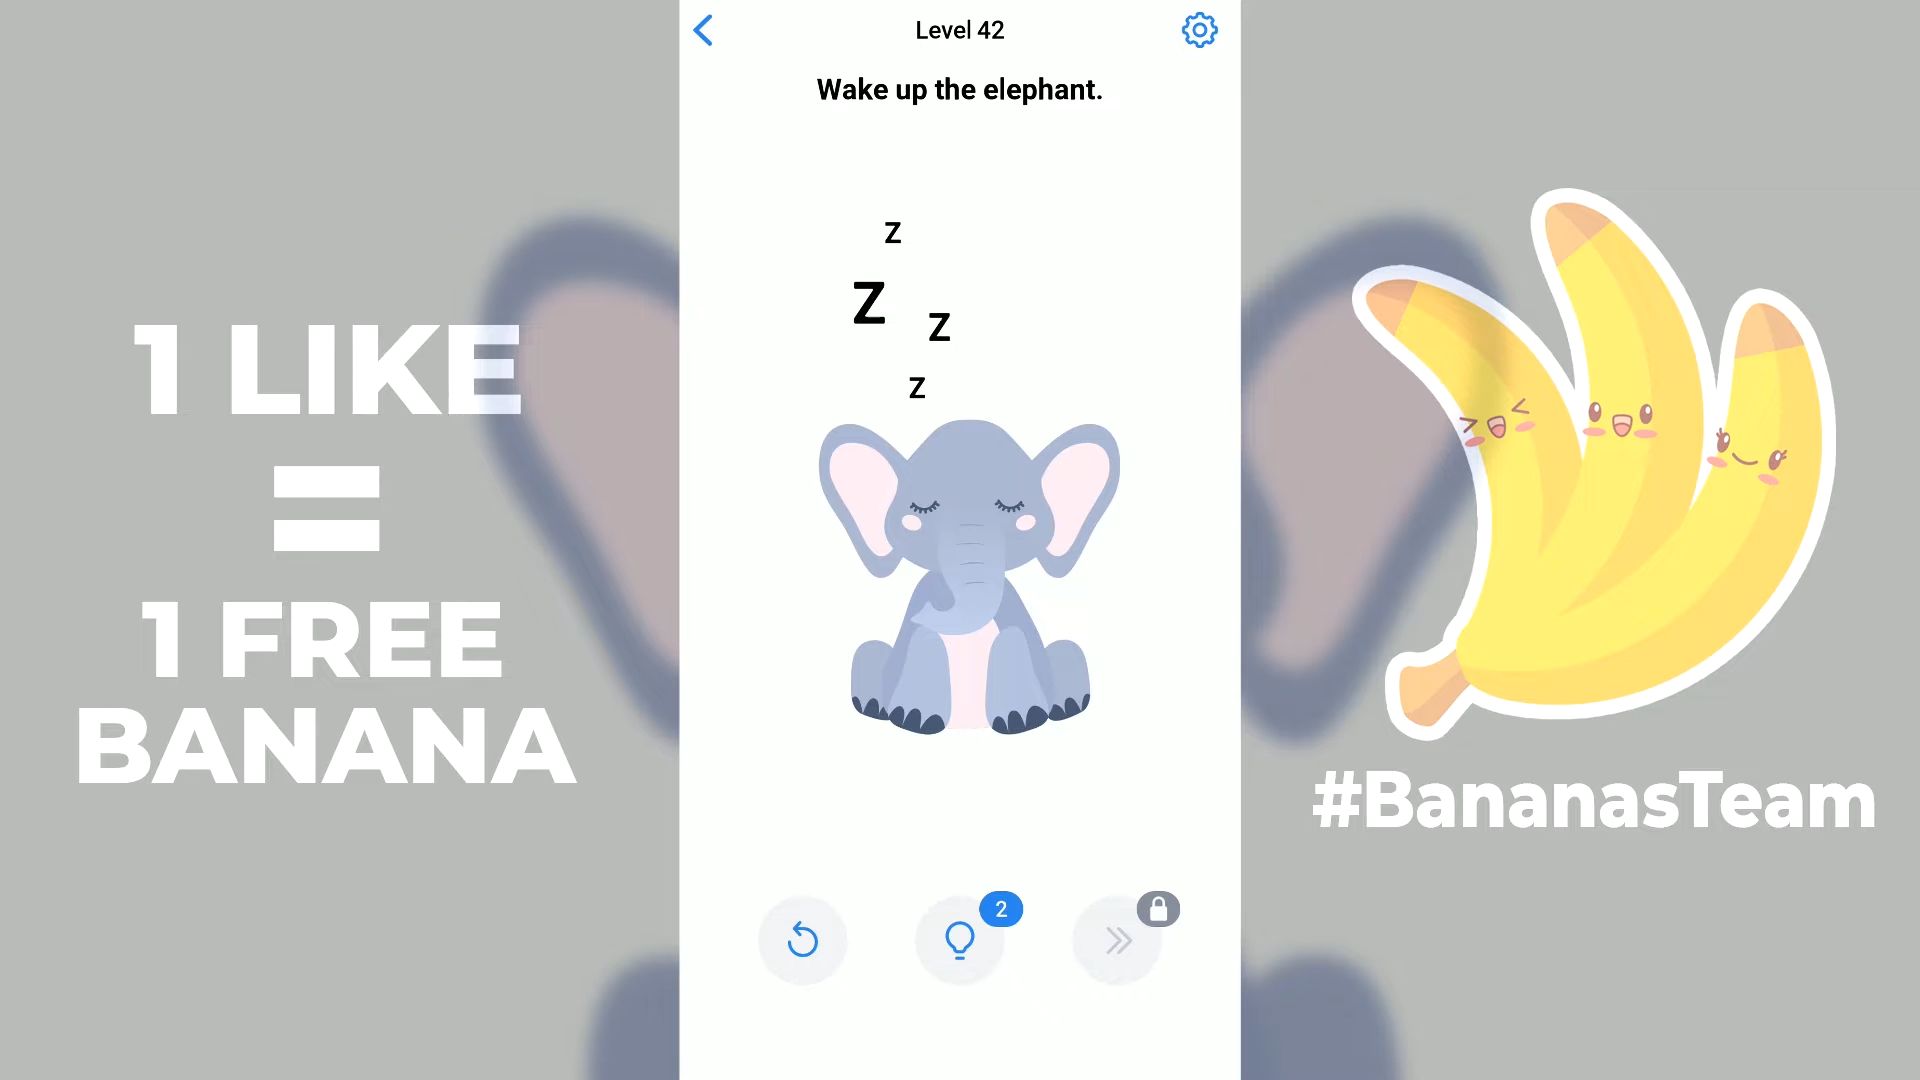 Level 42
Wake up the elephant.
z
Z
z
z
1 LIKE
=
1 FREE
BANANA
#BananasTeam
2